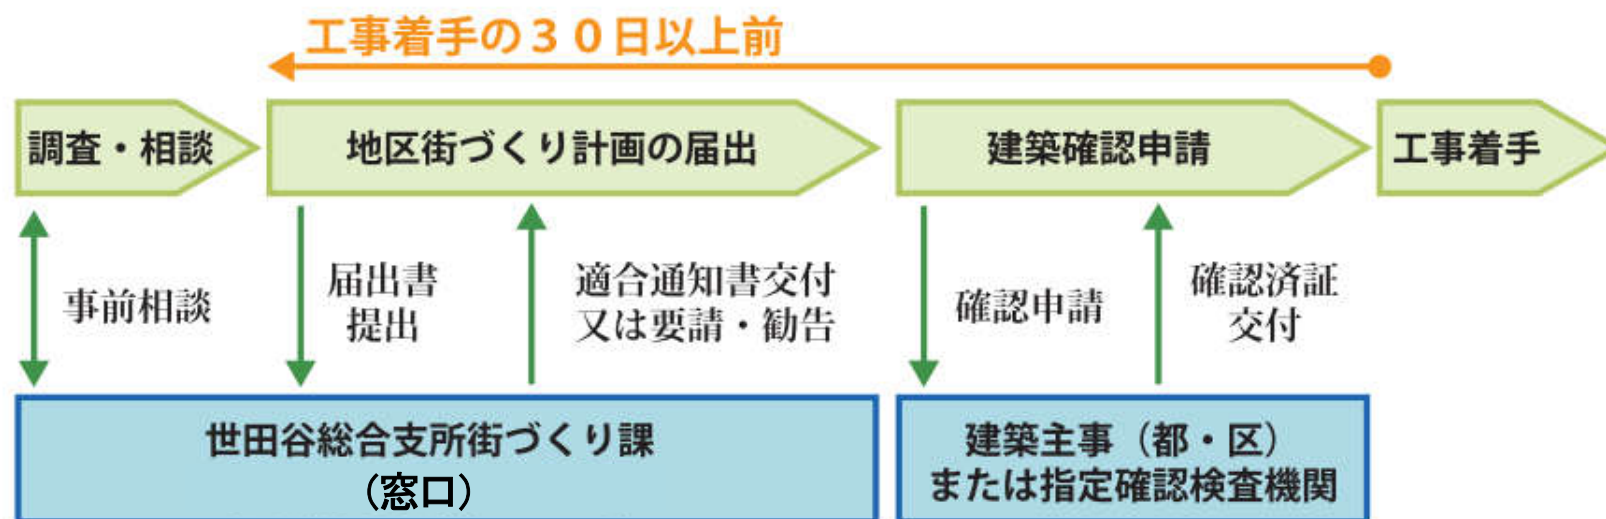 工事着手の３０日以上前
調査・相談
地区街づくり計画の届出
建築確認申請
工事着手
事前相談
届出書
提出
適合通知書交付
又は要請・勧告
確認申請
確認済証
交付
世田谷総合支所街づくり課
（窓口）
建築主事（都・区）
または指定確認検査機関